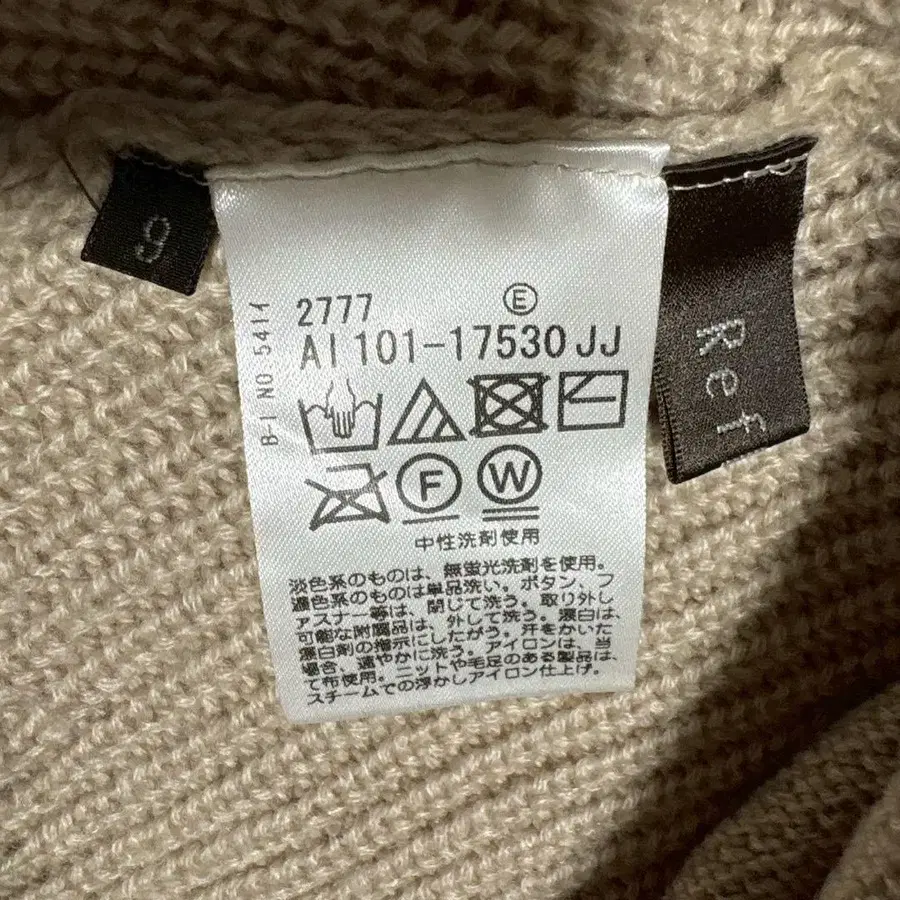 9
B-1 NO 5414
2777
E
AI 101-17530 JJ
F
W
中性洗剤使用
淡色系のものは、無蛍光洗剤を使用。
濃色系のものは単品洗い。ボタン、フ
ァスナー等は、閉じて洗う。取り外し
可能な附属品は、外して洗う。漂白は、
漂白剤の指示にしたがう。汗をかいた
場合、速やかに洗う。アイロンは、当
て布使用。ニットや毛足のある製品は、
スチームでの浮かしアイロン仕上げ。
Ref